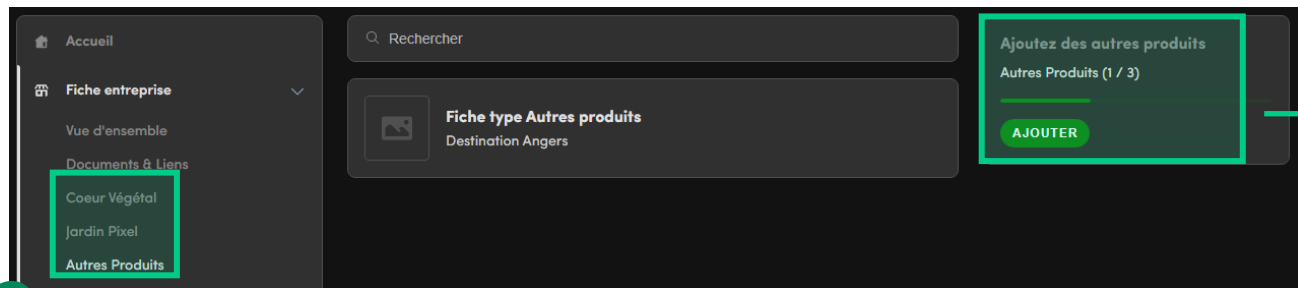 Accueil
Fiche entreprise
Vue d'ensemble
Documents & Liens
Coeur Végétal
Jardin Pixel
Autres Produits
Rechercher
Fiche type Autres produits
Destination Angers
Ajoutez des autres produits
Autres Produits (1 / 3)
AJOUTER